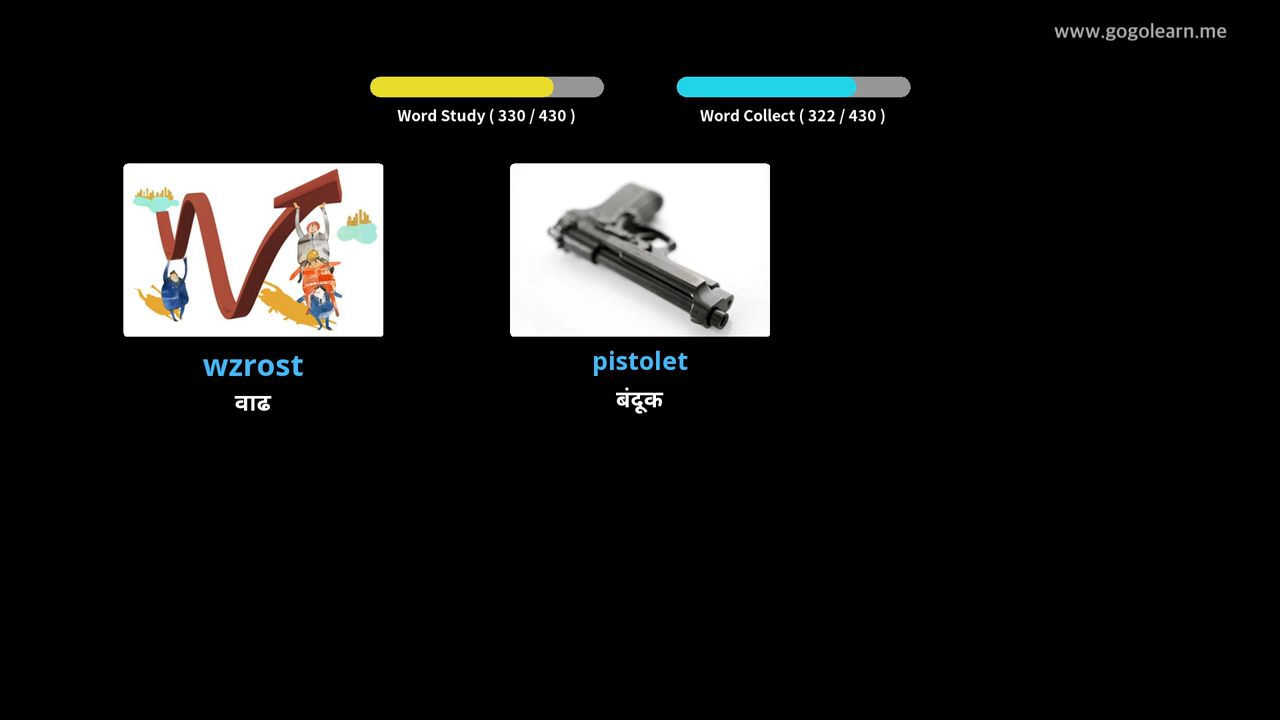 www.gogolearn.me
Word Study ( 330 / 430 )
Word Collect ( 322 / 430 )
wzrost
वाढ
pistolet
बंदूक